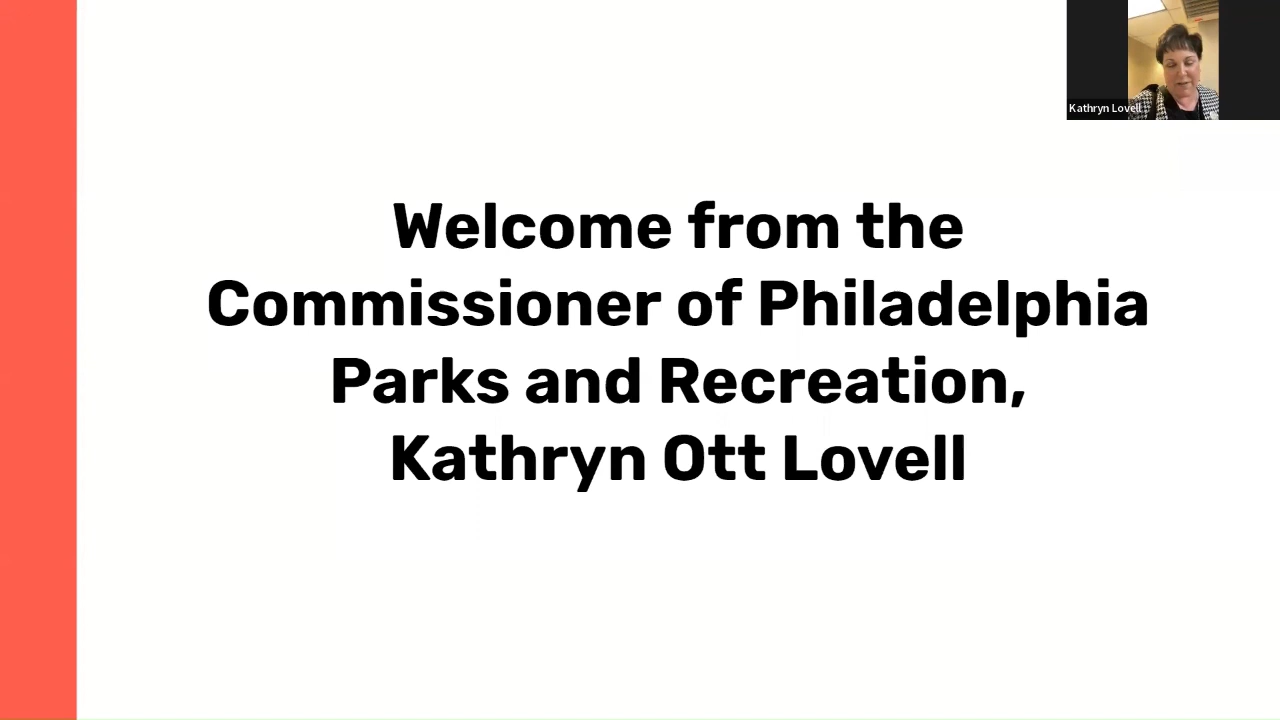 Kathryn Lovell
Welcome from the
Commissioner of Philadelphia
Parks and Recreation,
Kathryn Ott Lovell